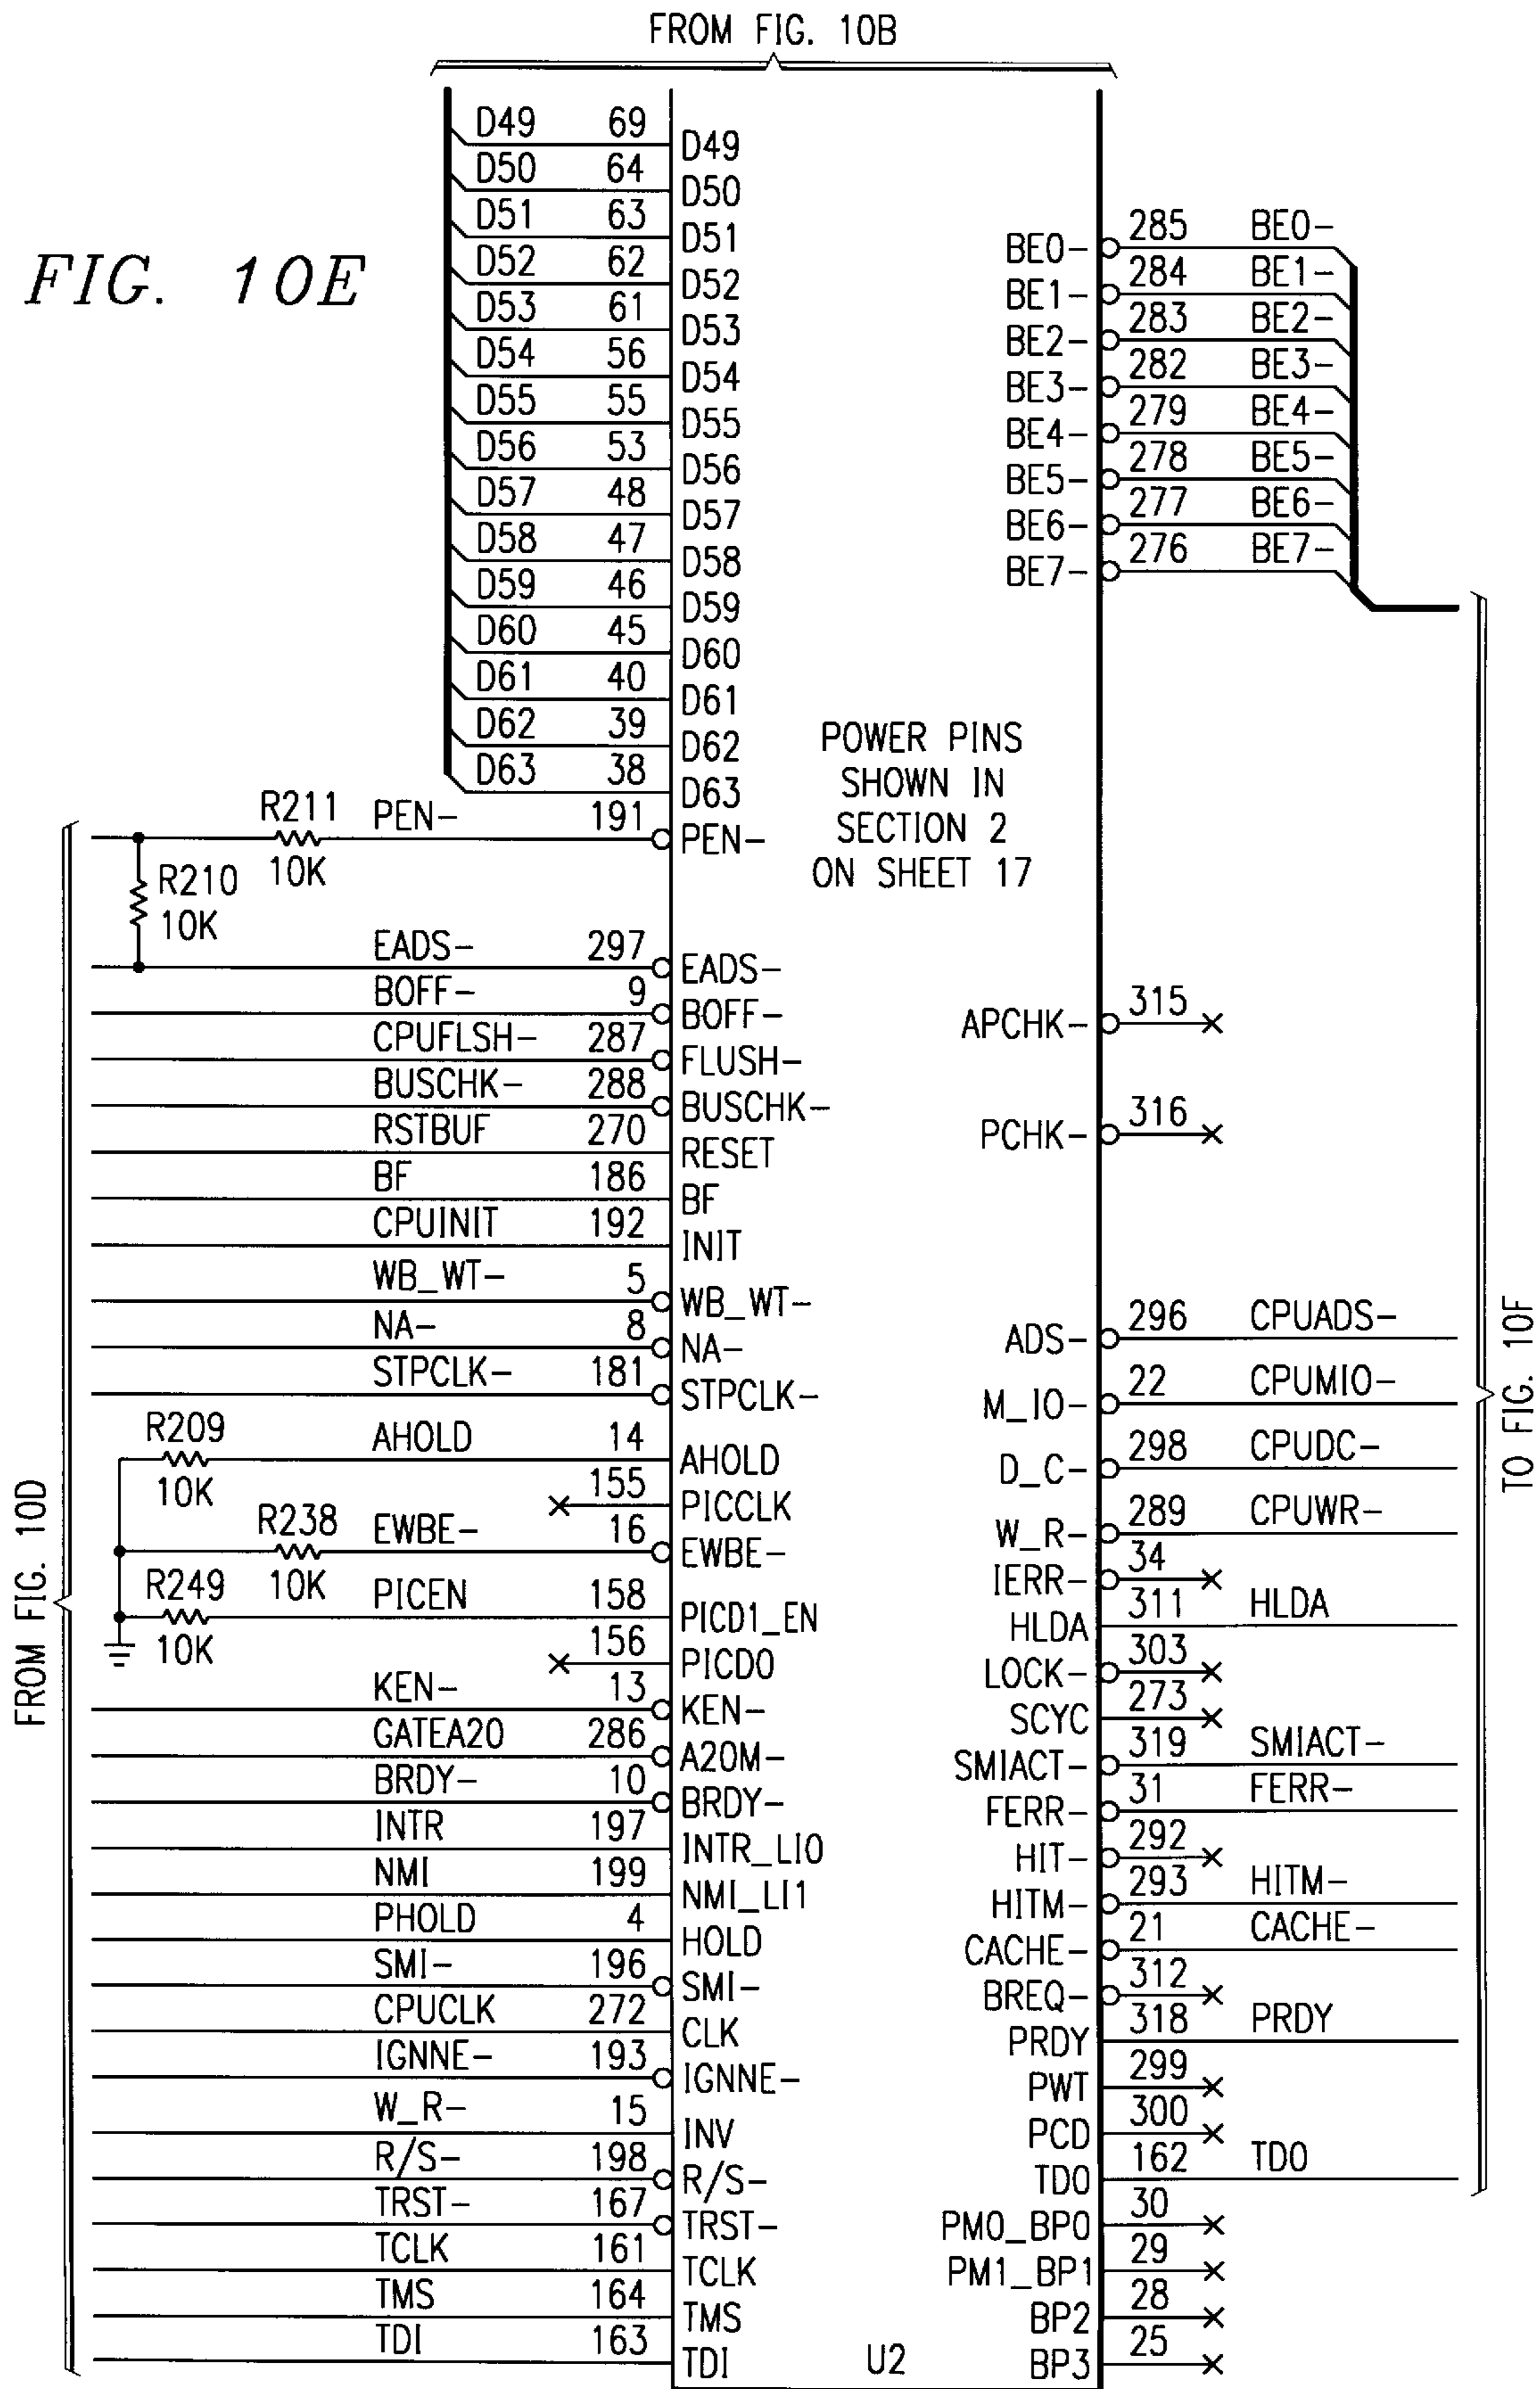 FROM FIG. 10B
FIG. 10E
D49 69 D49
D50 64 D50
D51 63 D51
D52 62 D52
D53 61 D53
D54 56 D54
D55 55 D55
D56 53 D56
D57 48 D57
D58 47 D58
D59 46 D59
D60 45 D60
D61 40 D61
D62 39 D62
D63 38 D63
BE0- 285 BE0-
BE1- 284 BE1-
BE2- 283 BE2-
BE3- 282 BE3-
BE4- 279 BE4-
BE5- 278 BE5-
BE6- 277 BE6-
BE7- 276 BE7-
POWER PINS
SHOWN IN
SECTION 2
ON SHEET 17
R211
10K
PEN- 191 PEN-
R210
10K
EADS- 297 EADS-
BOFF- 9 BOFF-
CPUFLSH- 287 FLUSH-
BUSCHK- 288 BUSCHK-
RSTBUF 270 RESET
BF 186 BF
CPUINIT 192 INIT
WB_WT- 5 WB_WT-
NA- 8 NA-
STPCLK- 181 STPCLK-
R209
10K
AHOLD 14 AHOLD
155 PICCLK
R238
10K
EWBE- 16 EWBE-
R249
10K
PICEN 158 PICD1_EN
156 PICD0
KEN- 13 KEN-
GATEA20 286 A20M-
BRDY- 10 BRDY-
INTR 197 INTR_LI0
NMI 199 NMI_LI1
PHOLD 4 HOLD
SMI- 196 SMI-
CPUCLK 272 CLK
IGNNE- 193 IGNNE-
W_R- 15 INV
R/S- 198 R/S-
TRST- 167 TRST-
TCLK 161 TCLK
TMS 164 TMS
TDI 163 TDI
U2
APCHK- 315
PCHK- 316
ADS- 296 CPUADS-
M_IO- 22 CPUMIO-
D_C- 298 CPUDC-
W_R- 289 CPUWR-
IERR- 34
HLDA 311 HLDA
LOCK- 303
SCYC 273
SMIACT- 319 SMIACT-
FERR- 31 FERR-
HIT- 292
HITM- 293 HITM-
CACHE- 21 CACHE-
BREQ- 312
PRDY 318 PRDY
PWT 299
PCD 300
TDO 162 TDO
PM0_BP0 30
PM1_BP1 29
BP2 28
BP3 25
FROM FIG. 10D
TO FIG. 10F